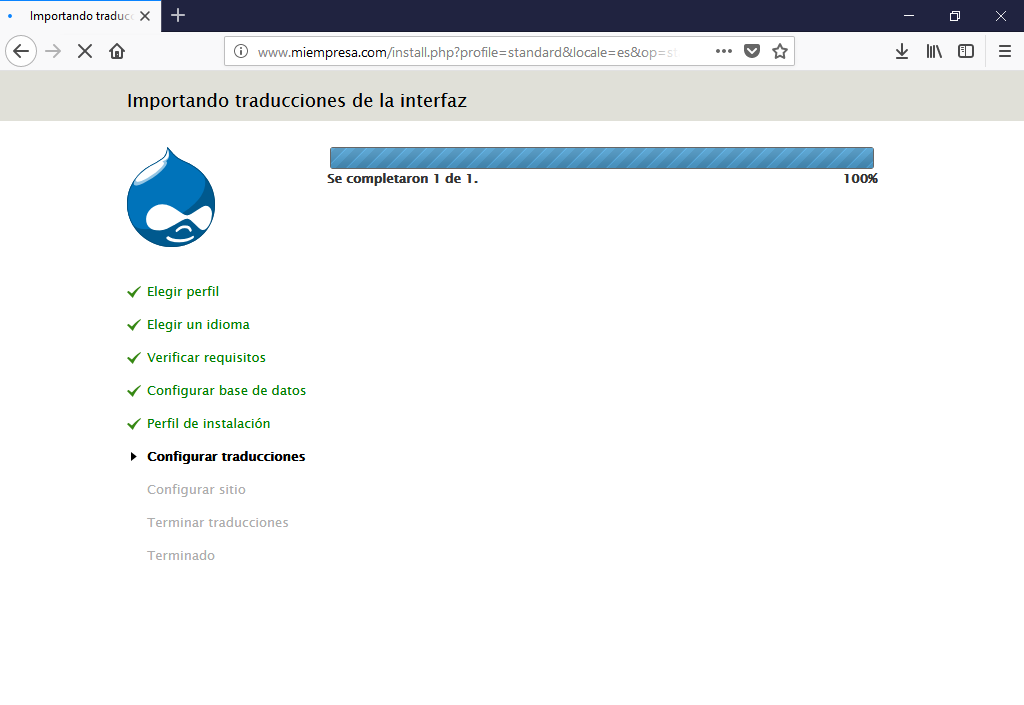 Importando traducc
www.miempresa.com/install.php?profile=standard&locale=es&op=st
Importando traducciones de la interfaz
Se completaron 1 de 1.
100%
Elegir perfil
Elegir un idioma
Verificar requisitos
Configurar base de datos
Perfil de instalación
Configurar traducciones
Configurar sitio
Terminar traducciones
Terminado